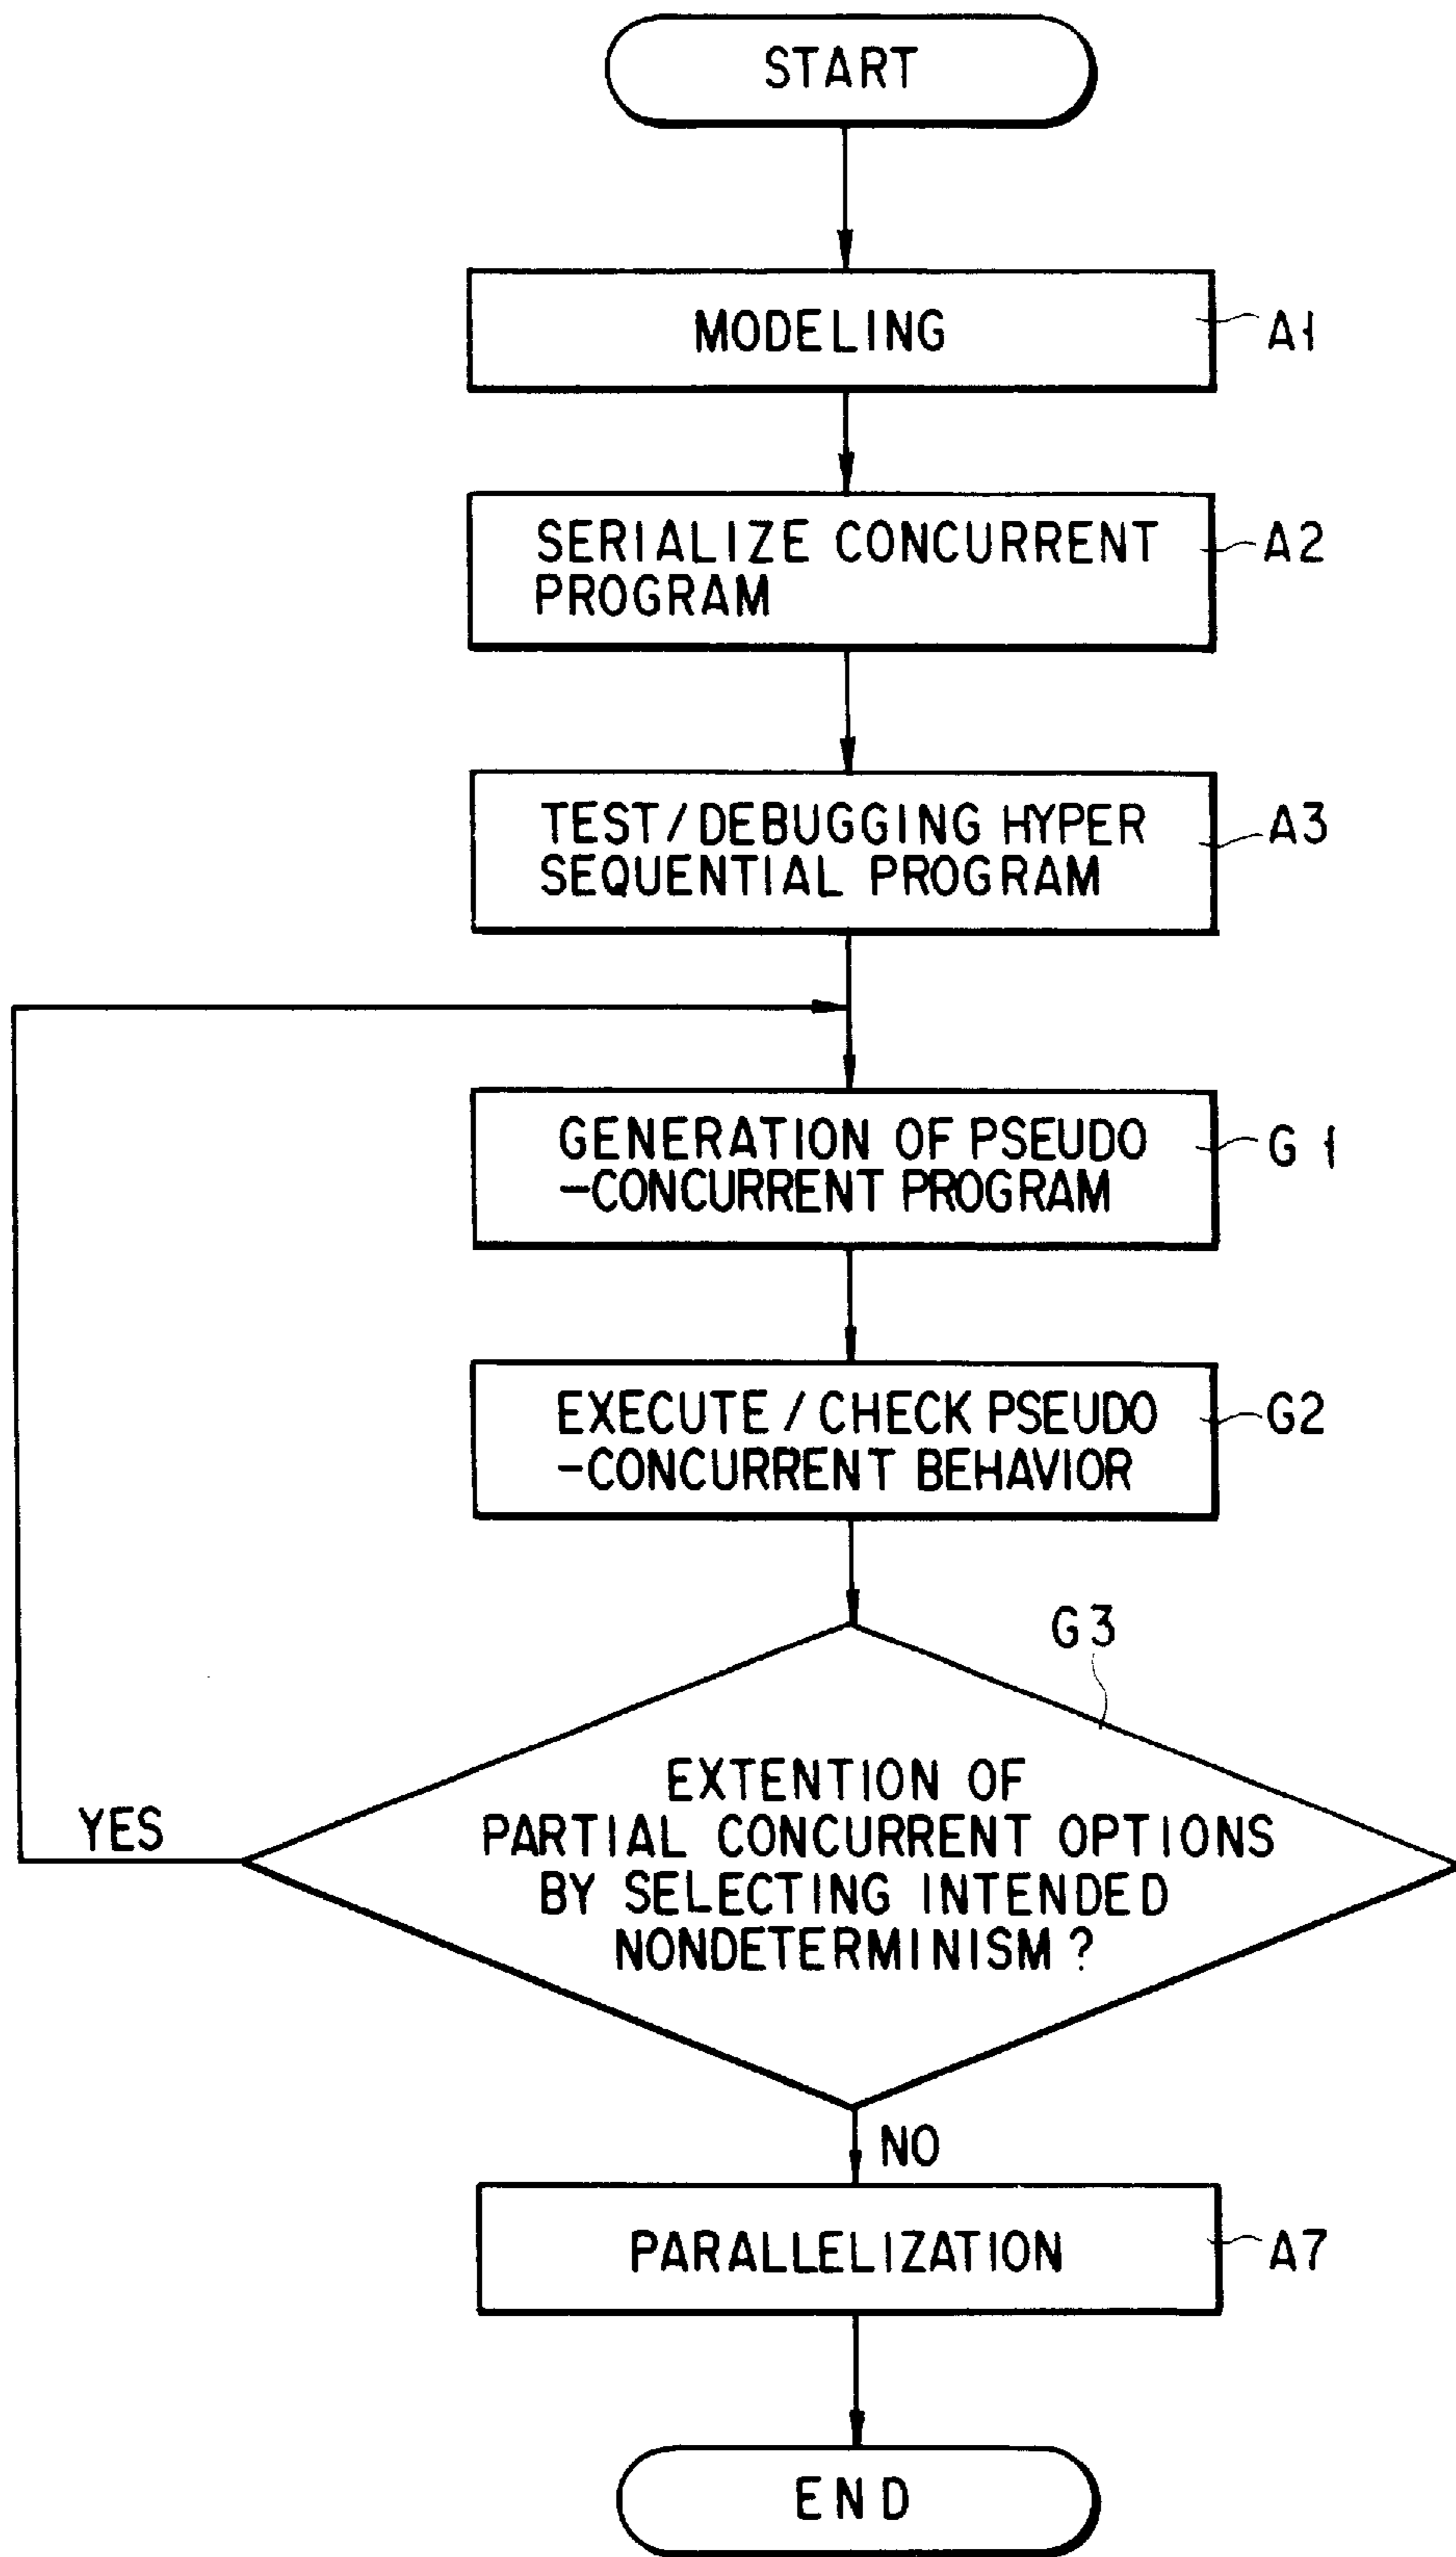 START
MODELING
A1
SERIALIZE CONCURRENT
PROGRAM
A2
TEST/DEBUGGING HYPER
SEQUENTIAL PROGRAM
A3
GENERATION OF PSEUDO
-CONCURRENT PROGRAM
G1
EXECUTE/CHECK PSEUDO
-CONCURRENT BEHAVIOR
G2
G3
EXTENTION OF
PARTIAL CONCURRENT OPTIONS
BY SELECTING INTENDED
NONDETERMINISM?
YES
NO
PARALLELIZATION
A7
END